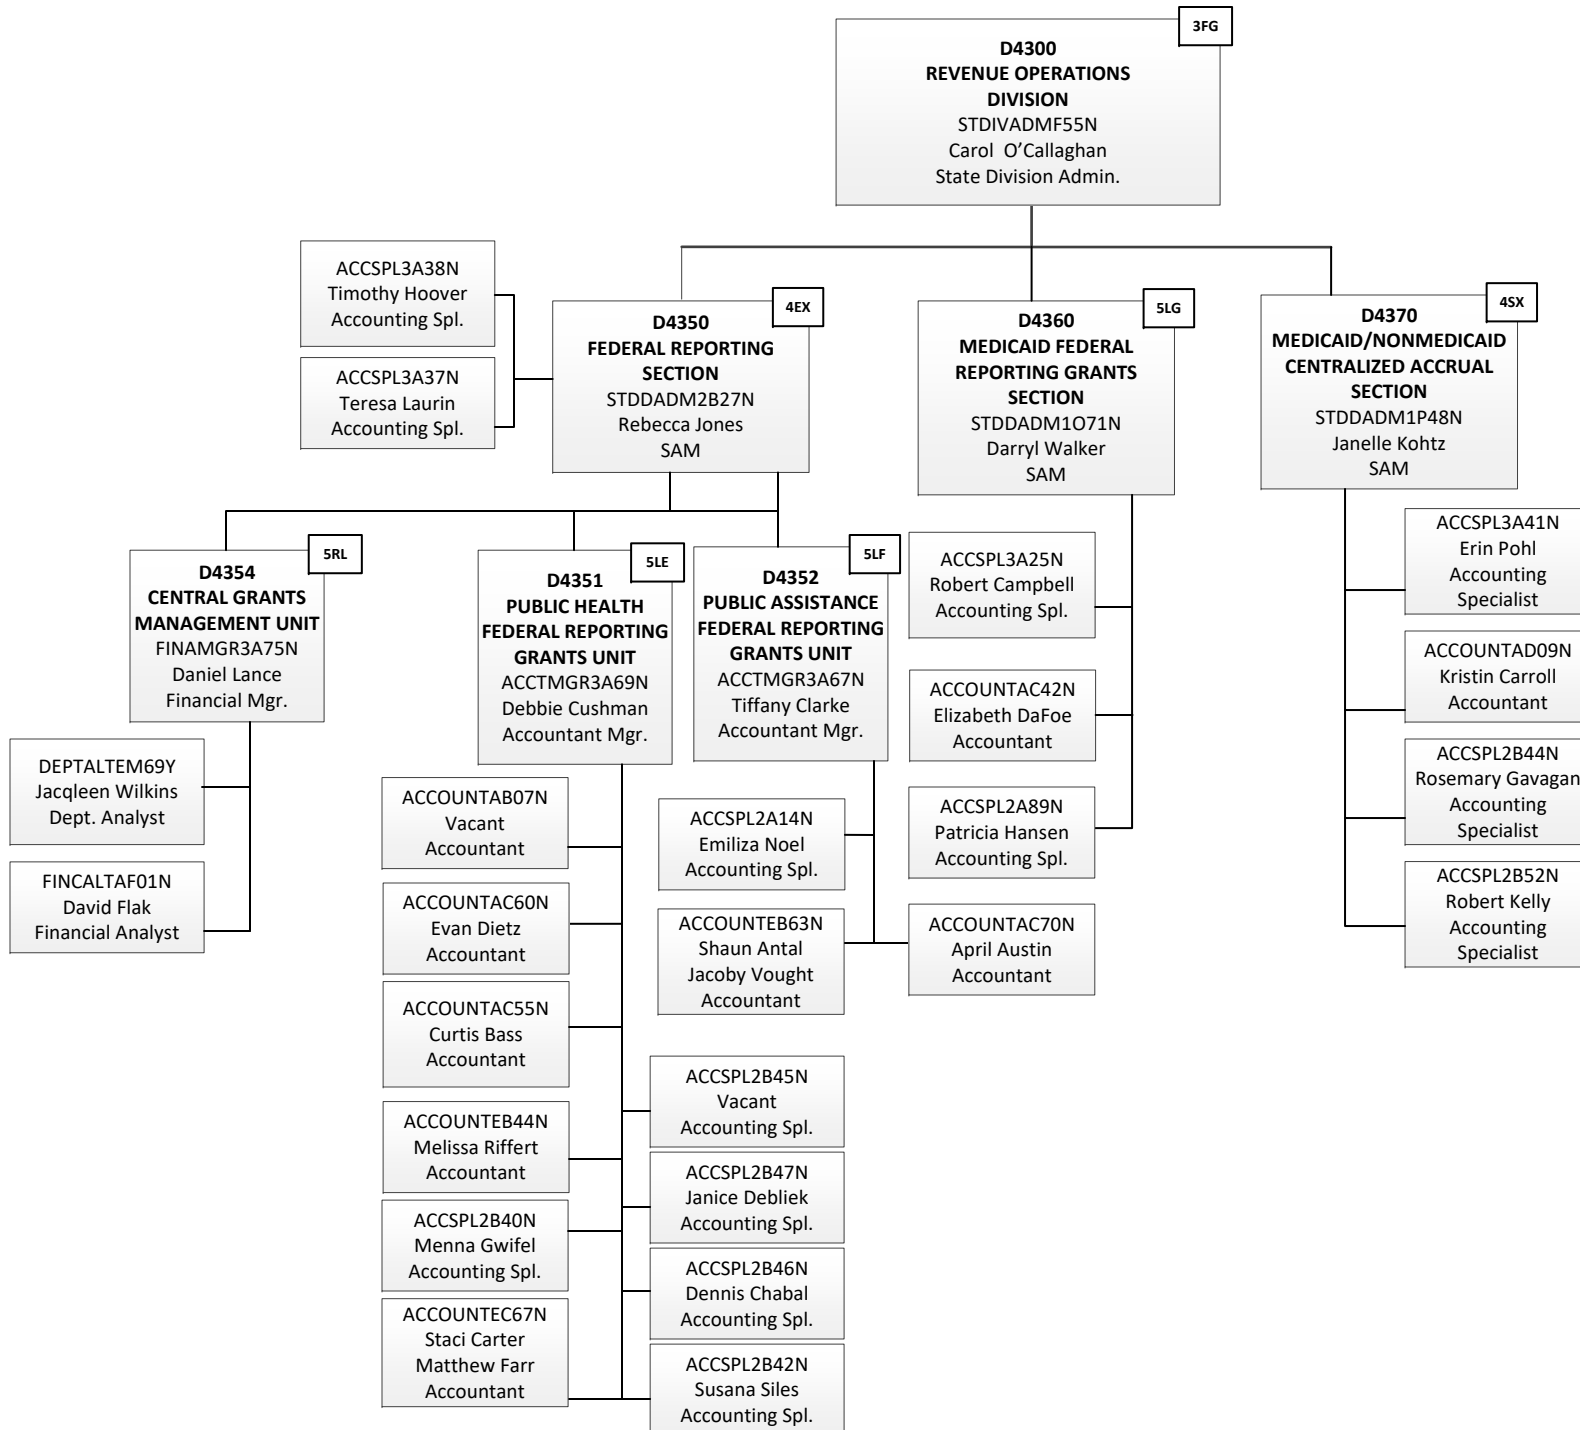 3FG
D4300
REVENUE OPERATIONS
DIVISION
STDIVADMF55N
Carol O’Callaghan
State Division Admin.
ACCSPL3A38N
Timothy Hoover
Accounting Spl.
ACCSPL3A37N
Teresa Laurin
Accounting Spl.
4EX
D4350
FEDERAL REPORTING
SECTION
STDDADM2B27N
Rebecca Jones
SAM
5LG
D4360
MEDICAID FEDERAL
REPORTING GRANTS
SECTION
STDDADM1O71N
Darryl Walker
SAM
4SX
D4370
MEDICAID/NONMEDICAID
CENTRALIZED ACCRUAL
SECTION
STDDADM1P48N
Janelle Kohtz
SAM
5RL
D4354
CENTRAL GRANTS
MANAGEMENT UNIT
FINAMGR3A75N
Daniel Lance
Financial Mgr.
DEPTALTEM69Y
Jacqleen Wilkins
Dept. Analyst
FINCALTAF01N
David Flak
Financial Analyst
5LE
D4351
PUBLIC HEALTH
FEDERAL REPORTING
GRANTS UNIT
ACCTMGR3A69N
Debbie Cushman
Accountant Mgr.
ACCOUNTAB07N
Vacant
Accountant
ACCOUNTAC60N
Evan Dietz
Accountant
ACCOUNTAC55N
Curtis Bass
Accountant
ACCOUNTEB44N
Melissa Riffert
Accountant
ACCSPL2B40N
Menna Gwifel
Accounting Spl.
ACCOUNTEC67N
Staci Carter
Matthew Farr
Accountant
ACCSPL2B45N
Vacant
Accounting Spl.
ACCSPL2B47N
Janice Debliek
Accounting Spl.
ACCSPL2B46N
Dennis Chabal
Accounting Spl.
ACCSPL2B42N
Susana Siles
Accounting Spl.
5LF
D4352
PUBLIC ASSISTANCE
FEDERAL REPORTING
GRANTS UNIT
ACCTMGR3A67N
Tiffany Clarke
Accountant Mgr.
ACCSPL2A14N
Emiliza Noel
Accounting Spl.
ACCOUNTEB63N
Shaun Antal
Jacoby Vought
Accountant
ACCOUNTAC70N
April Austin
Accountant
ACCSPL3A25N
Robert Campbell
Accounting Spl.
ACCOUNTAC42N
Elizabeth DaFoe
Accountant
ACCSPL2A89N
Patricia Hansen
Accounting Spl.
ACCSPL3A41N
Erin Pohl
Accounting
Specialist
ACCOUNTAD09N
Kristin Carroll
Accountant
ACCSPL2B44N
Rosemary Gavagan
Accounting
Specialist
ACCSPL2B52N
Robert Kelly
Accounting
Specialist